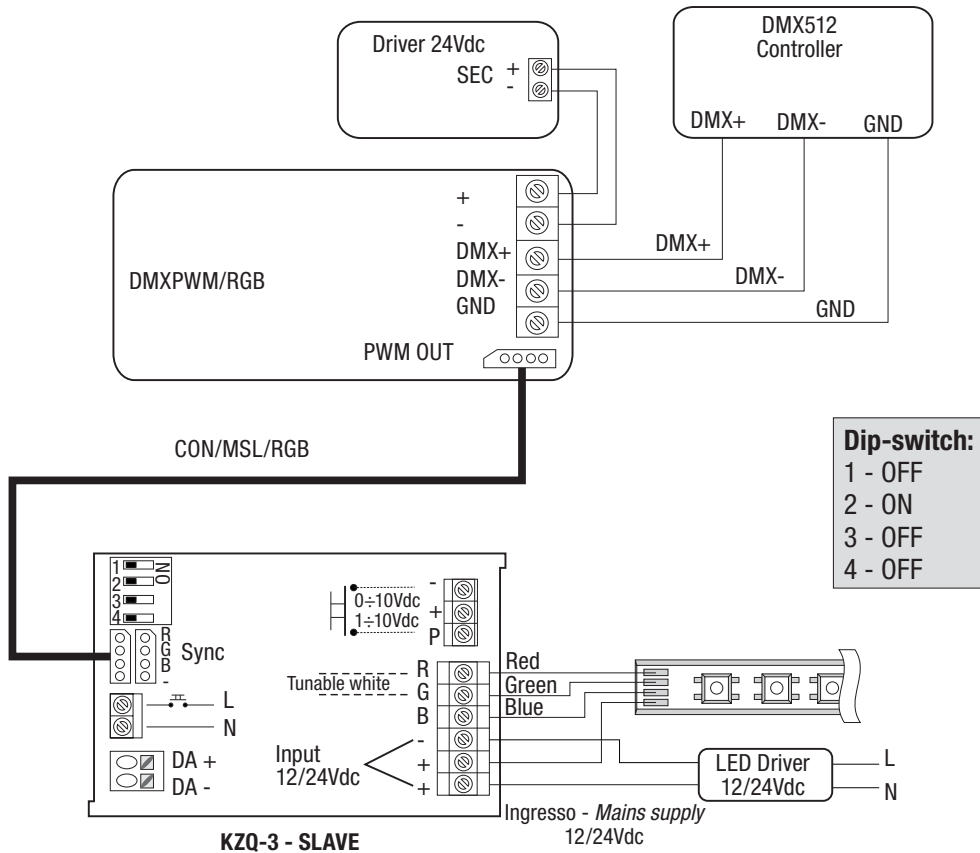 Driver 24Vdc
SEC +
-
DMX512
Controller
DMX+ DMX- GND
DMXPWM/RGB
+
-
DMX+
DMX-
GND
PWM OUT
DMX+
DMX-
GND
CON/MSL/RGB
Dip-switch:
1 - OFF
2 - ON
3 - OFF
4 - OFF
1
2
3
4
ON
R
G
B
-
Sync
L
N
DA +
DA -
0÷10Vdc
1÷10Vdc
-
+
P
Tunable white
R
G
B
-
+
+
Input
12/24Vdc
Red
Green
Blue
LED Driver
12/24Vdc
L
N
Ingresso - Mains supply
12/24Vdc
KZQ-3 - SLAVE